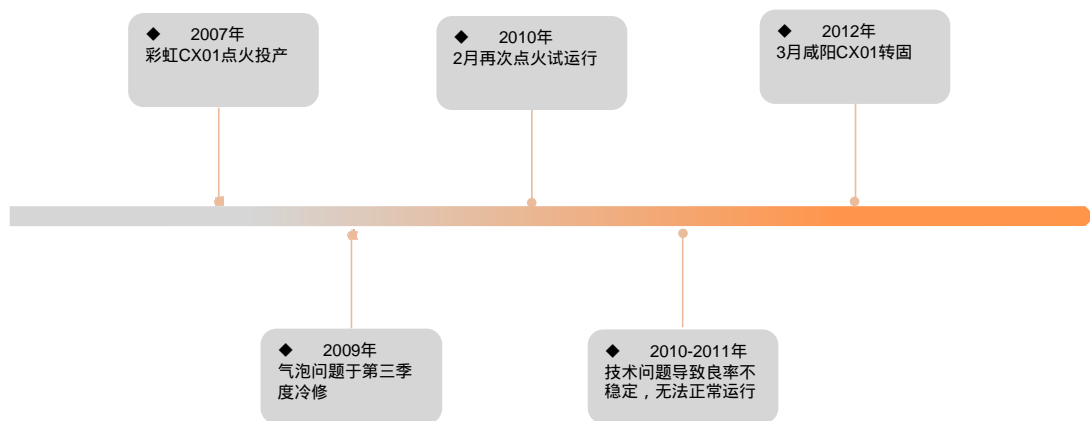 ◆ 2007年
彩虹CX01点火投产
◆ 2010年
2月再次点火试运行
◆ 2012年
3月咸阳CX01转固
◆ 2009年
气泡问题于第三季
度冷修
◆ 2010-2011年
技术问题导致良率不
稳定，无法正常运行